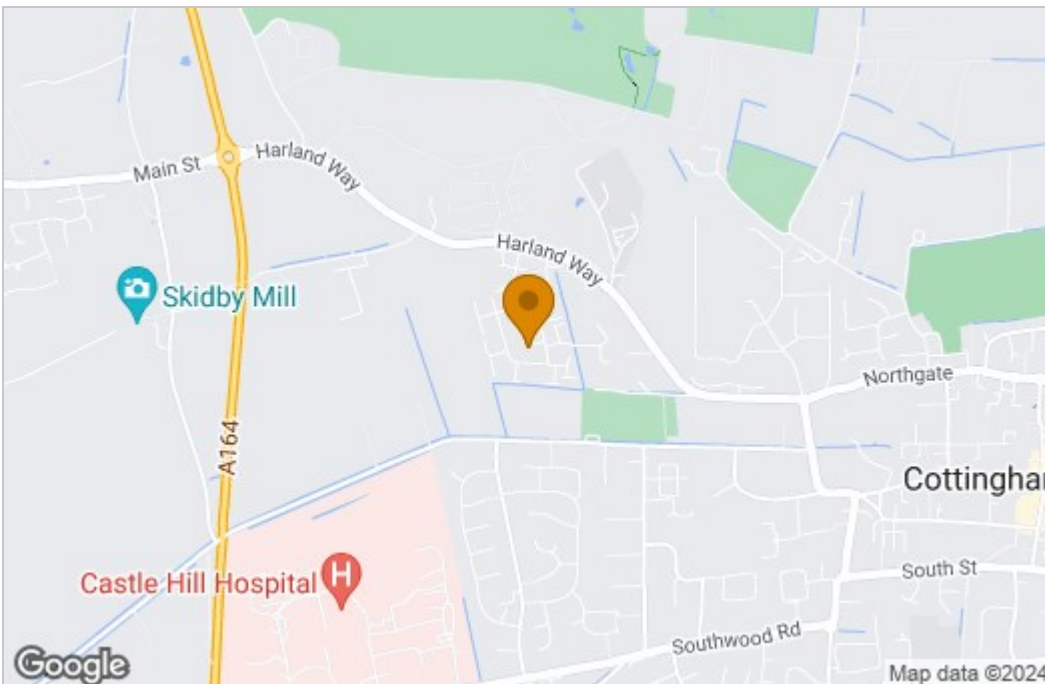 Main St
Harland Way
Harland Way
Skidby Mill
Northgate
A164
Cottingha
Castle Hill Hospital
H
South St
Southwood Rd
Google
Map data ©2024